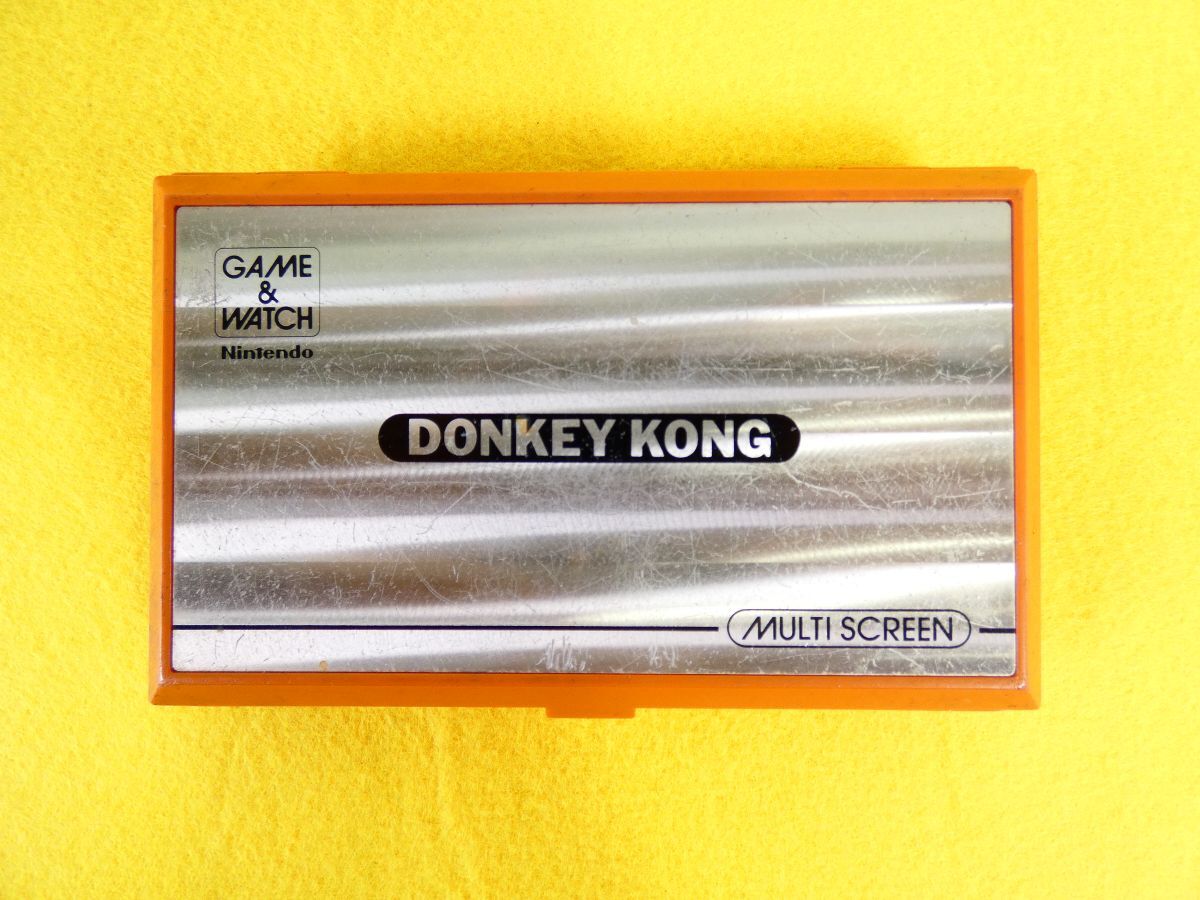 GAME
&
WATCH
Nintendo
DONKEY KONG
MULTI SCREEN